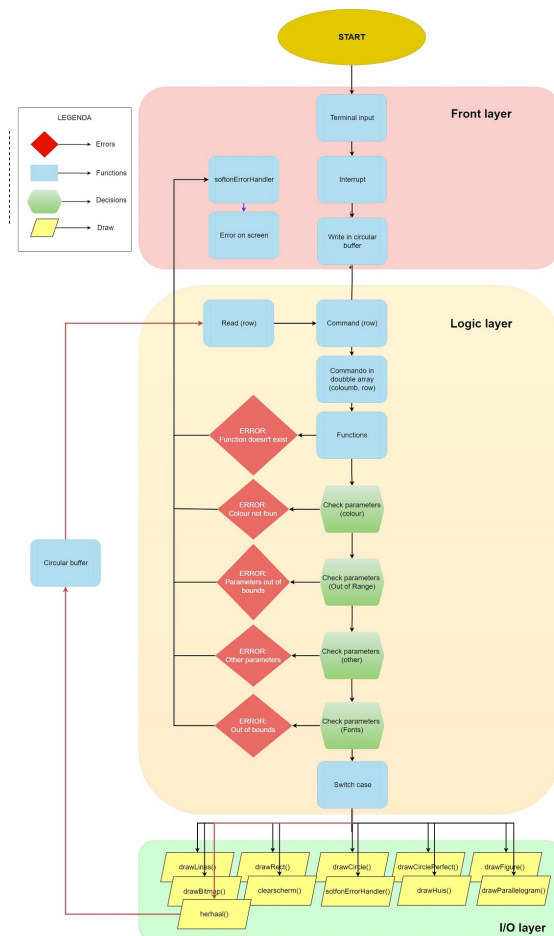 START
Front layer
Terminal input
LEGENDA
Errors
Functions
Decisions
Draw
softonErrorHandler
Interrupt
Error on screen
Write in circular
buffer
Logic layer
Read (row)
Command (row)
Commando in
doubble array
(coloumb, row)
ERROR:
Function doesn't exist
Functions
ERROR:
Colour not foun
Check parameters
(colour)
Circular buffer
ERROR:
Parameters out of
bounds
Check parameters
(Out of Range)
ERROR:
Other parameters
Check parameters
(other)
ERROR:
Out of bounds
Check parameters
(Fonts)
Switch case
drawLines()
drawRect()
drawCircle()
drawCirclePerfect()
drawFigure()
drawBitmap()
clearscherm()
sotfonErrorHandler()
drawHuis()
drawParallelogram()
herhaal()
I/O layer